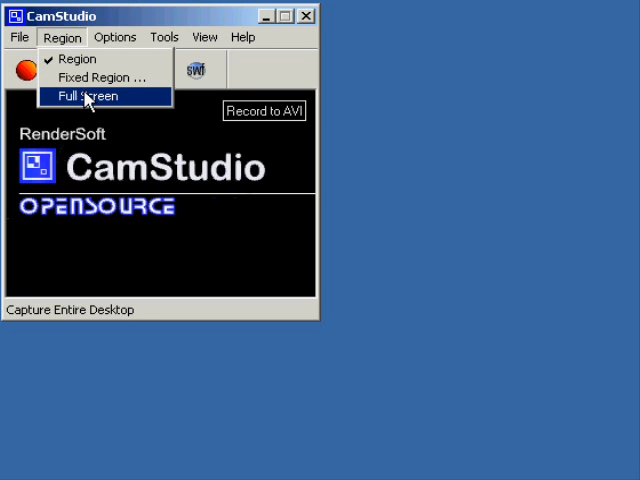 CamStudio
File Region Options Tools View Help
Region
Fixed Region ...
Full Screen
SWf
Record to AVI
RenderSoft
CamStudio
OPENSOURCE
Capture Entire Desktop